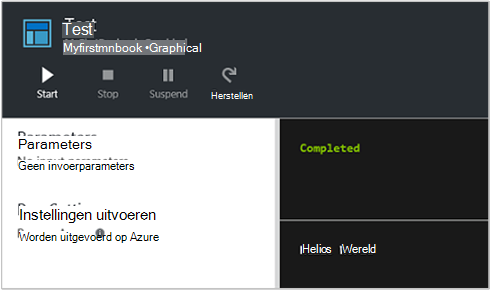 Test
Myfirstmnbook •Graphical
Start Stop Suspend Herstellen
Parameters
Geen invoerparameters
Completed
Instellingen uitvoeren
Worden uitgevoerd op Azure
Helios Wereld